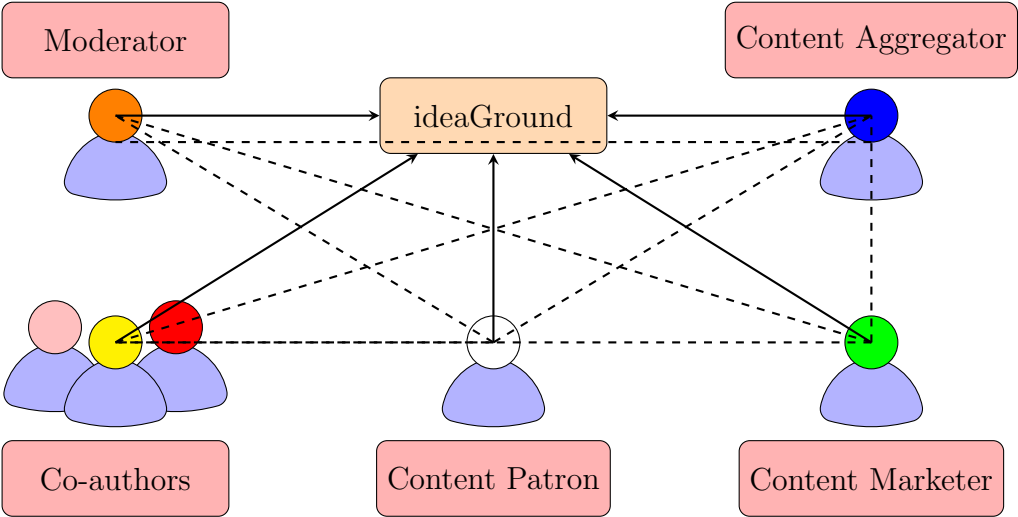 Moderator
Content Aggregator
ideaGround
Co-authors
Content Patron
Content Marketer